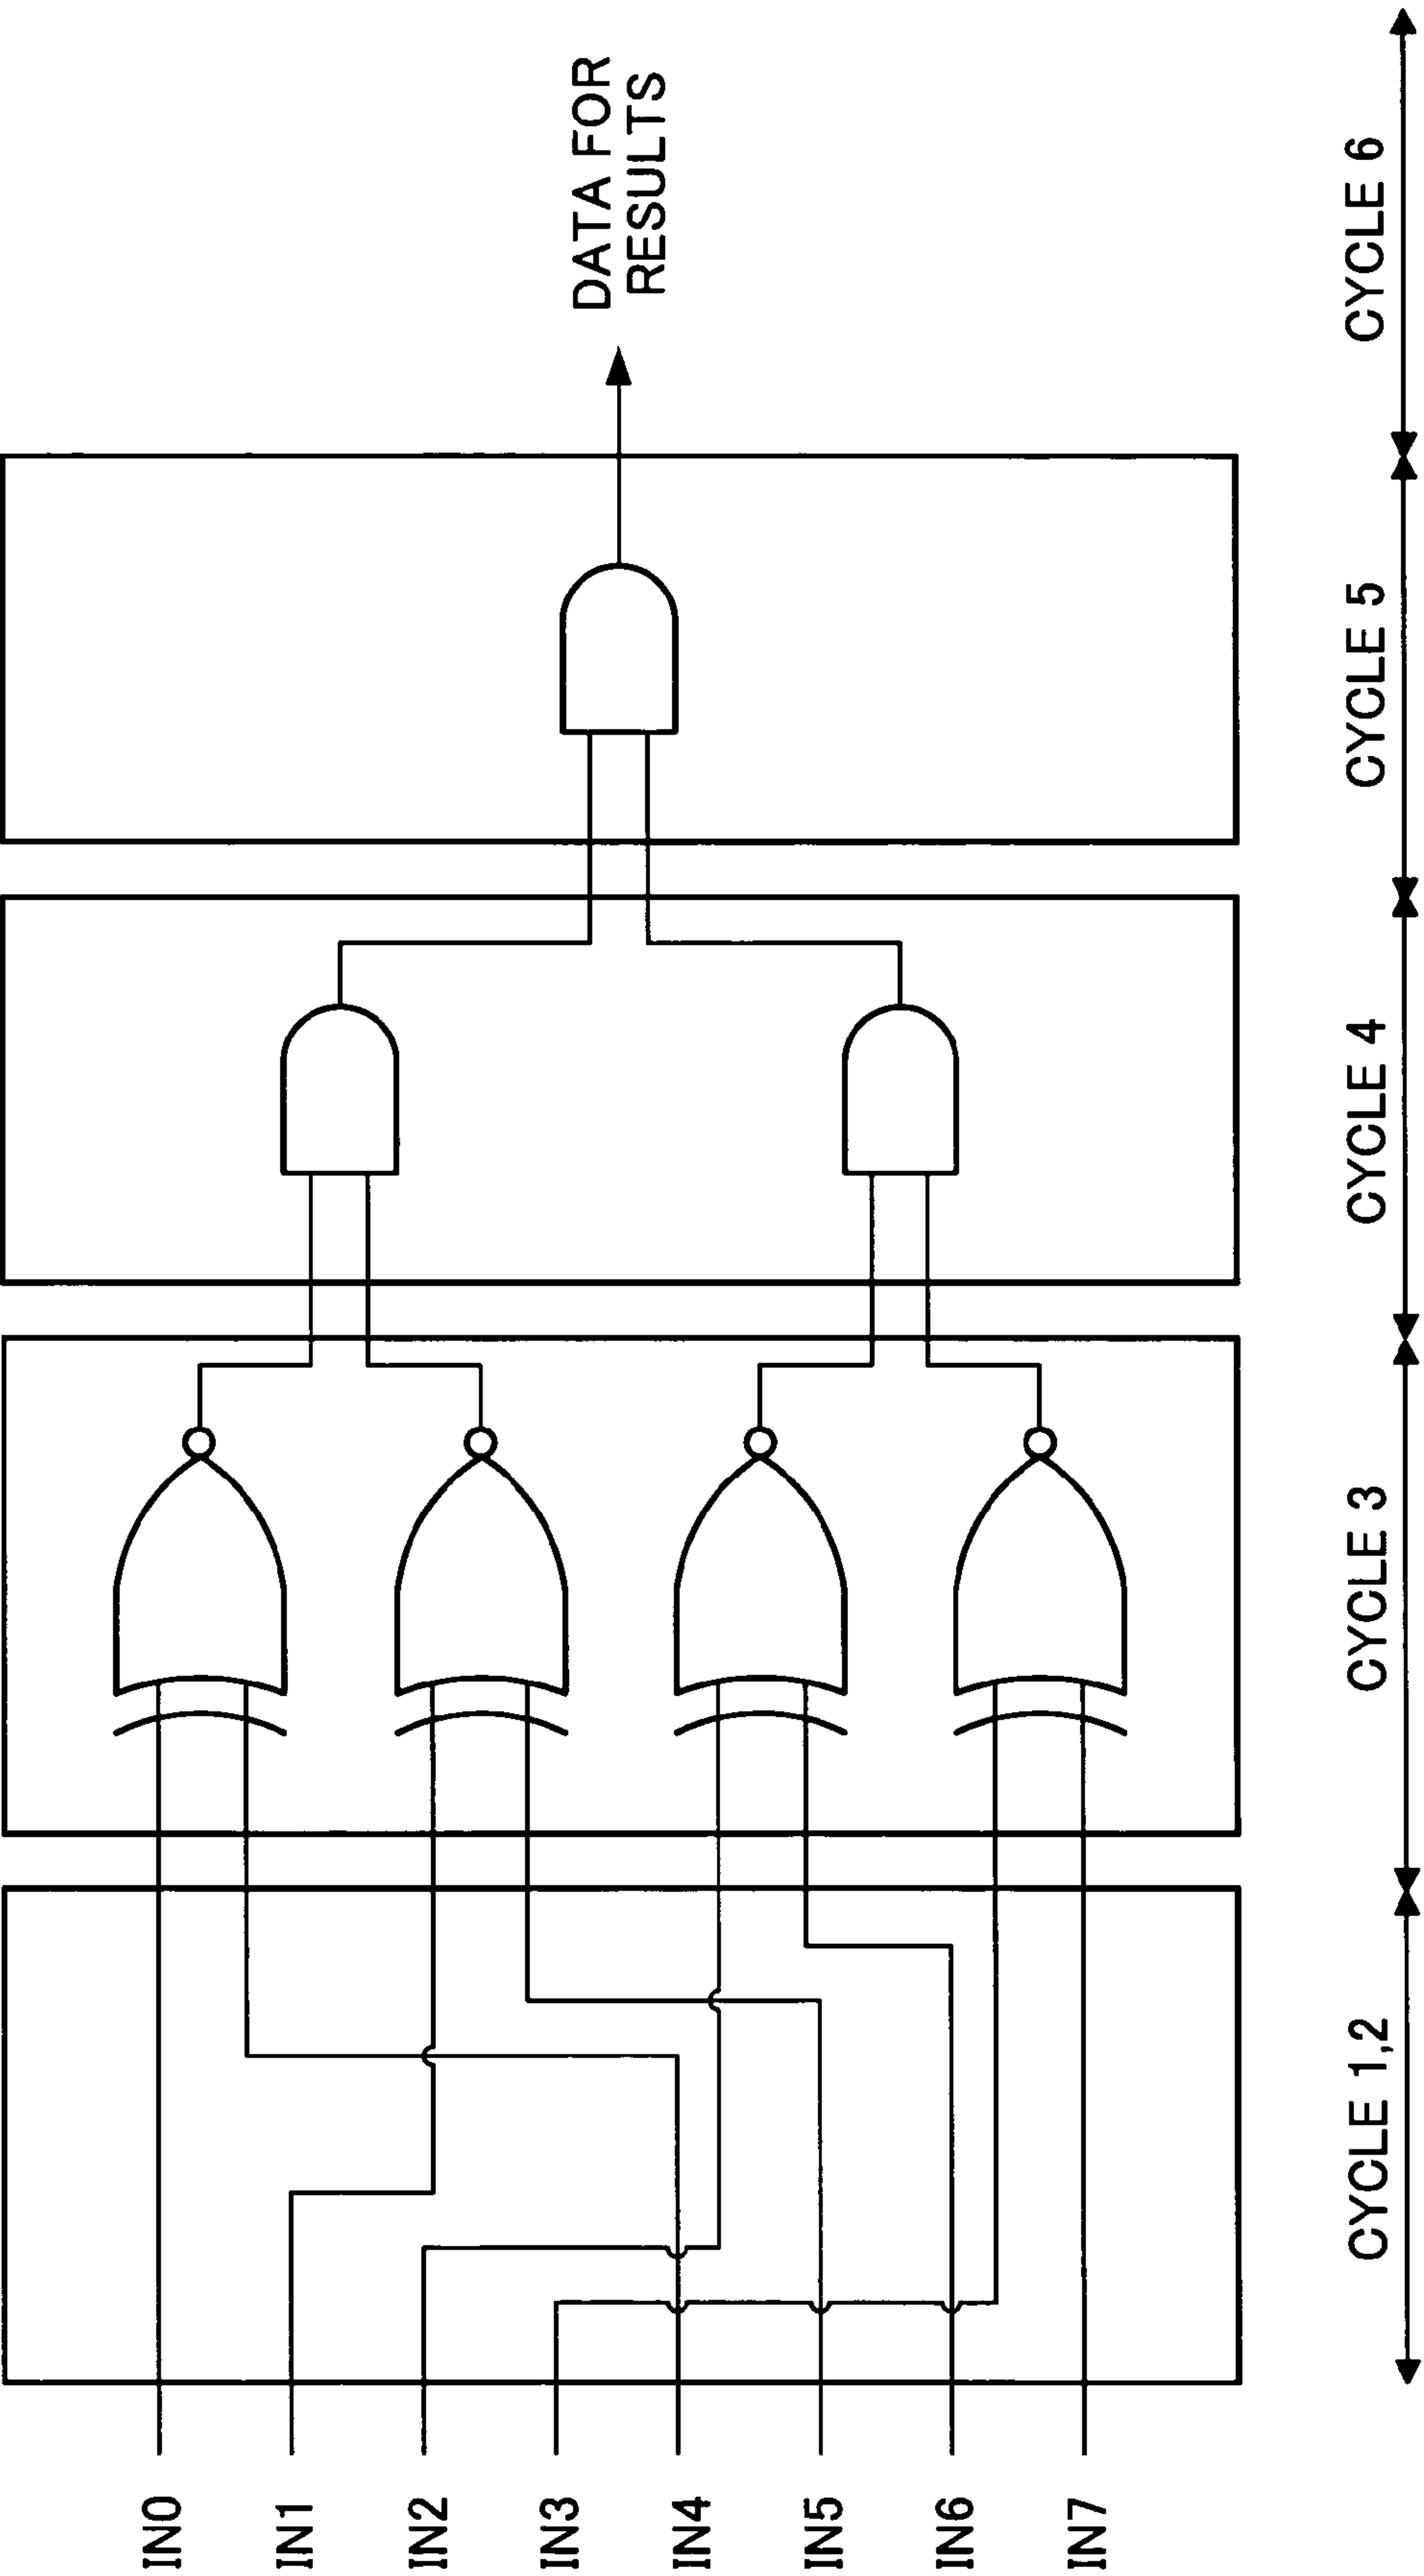 IN0
IN1
IN2
IN3
IN4
IN5
IN6
IN7
DATA FOR
RESULTS
CYCLE 1,2
CYCLE 3
CYCLE 4
CYCLE 5
CYCLE 6